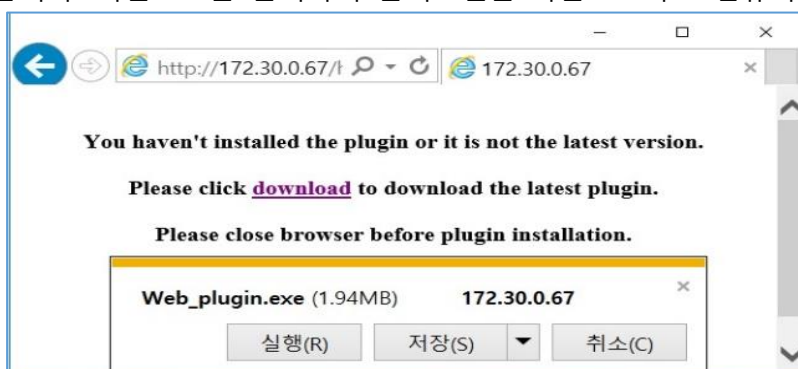 http://172.30.0.67/
172.30.0.67
You haven't installed the plugin or it is not the latest version.
Please click download to download the latest plugin.
Please close browser before plugin installation.
Web_plugin.exe (1.94MB) 172.30.0.67
실행(R) 저장(S) 취소(C)